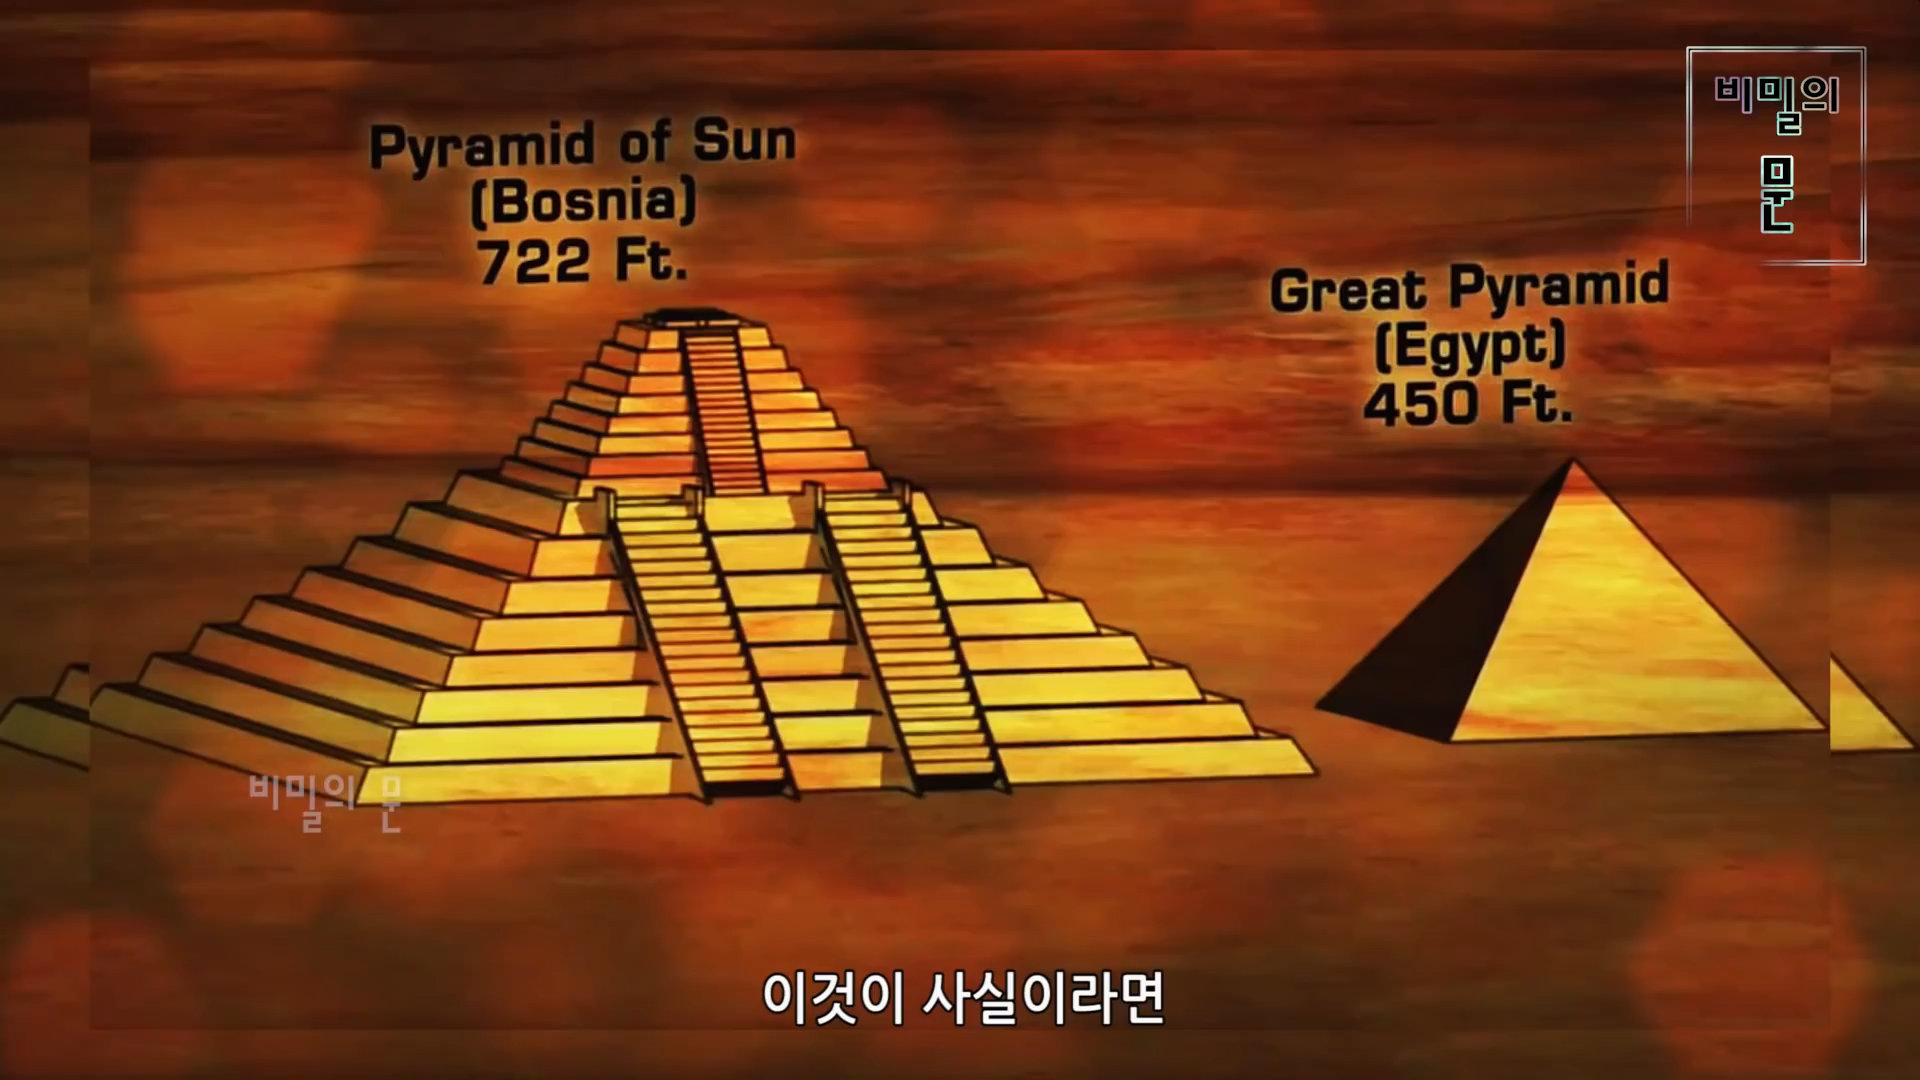 Pyramid of Sun
(Bosnia)
722 Ft.
비밀의
문
Great Pyramid
(Egypt)
450 Ft.
비밀의 문
이것이 사실이라면